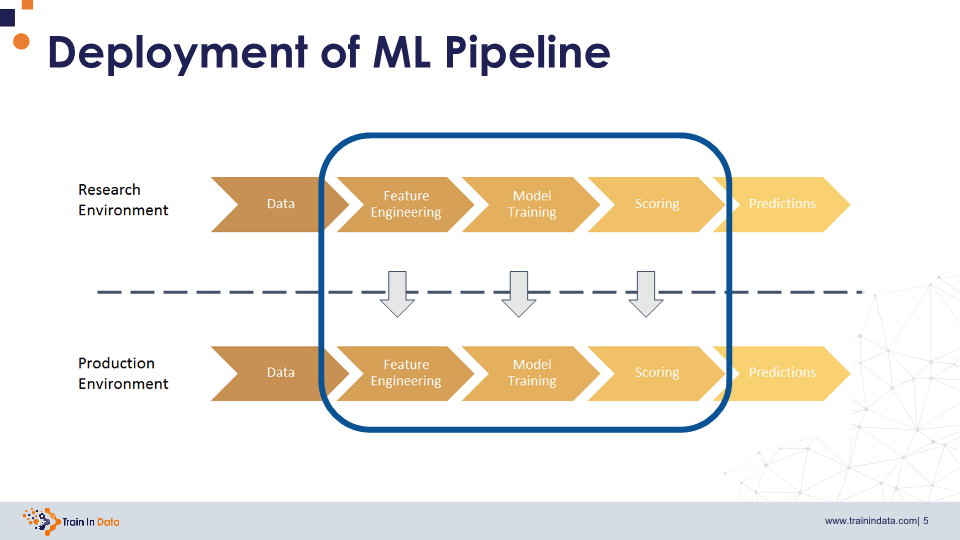 Deployment of ML Pipeline
Research
Environment
Data
Feature
Engineering
Model
Training
Scoring
Predictions
Production
Environment
Data
Feature
Engineering
Model
Training
Scoring
Predictions
Train In Data
www.trainindata.com| 5